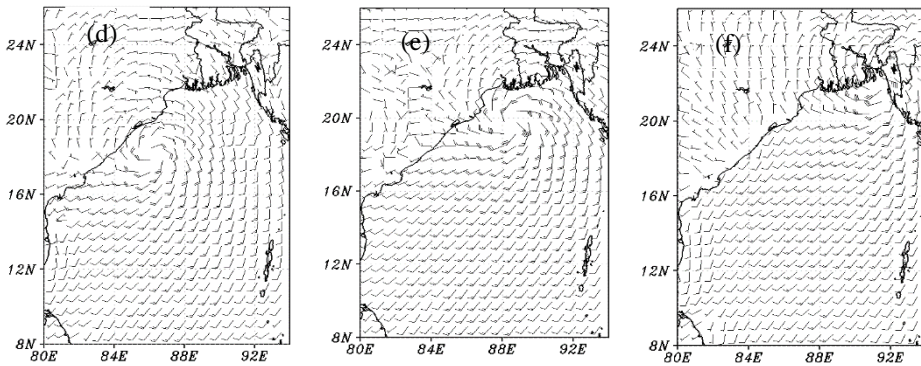 (d) (e) (f)
24N 24N 24N
20N 20N 20N
16N 16N 16N
12N 12N 12N
8N 8N 8N
80E 84E 88E 92E 80E 84E 88E 92E 80E 84E 88E 92E